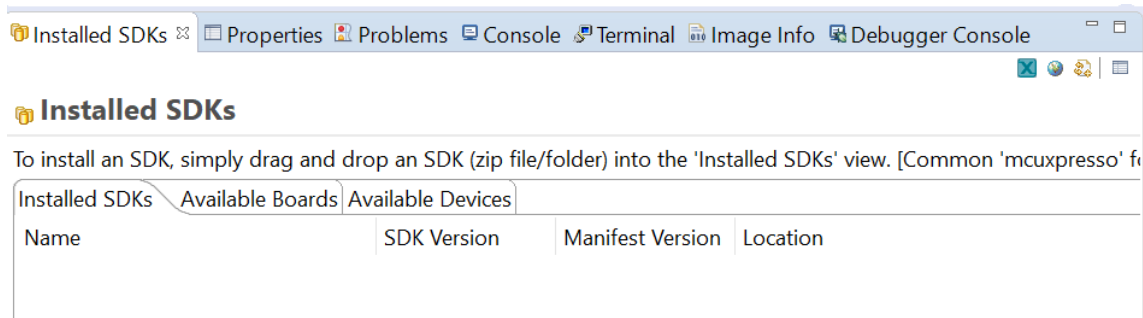 Installed SDKs Properties Problems Console Terminal Image Info Debugger Console
Installed SDKs
To install an SDK, simply drag and drop an SDK (zip file/folder) into the 'Installed SDKs' view. [Common 'mcuxpresso'
Installed SDKs Available Boards Available Devices
Name SDK Version Manifest Version Location